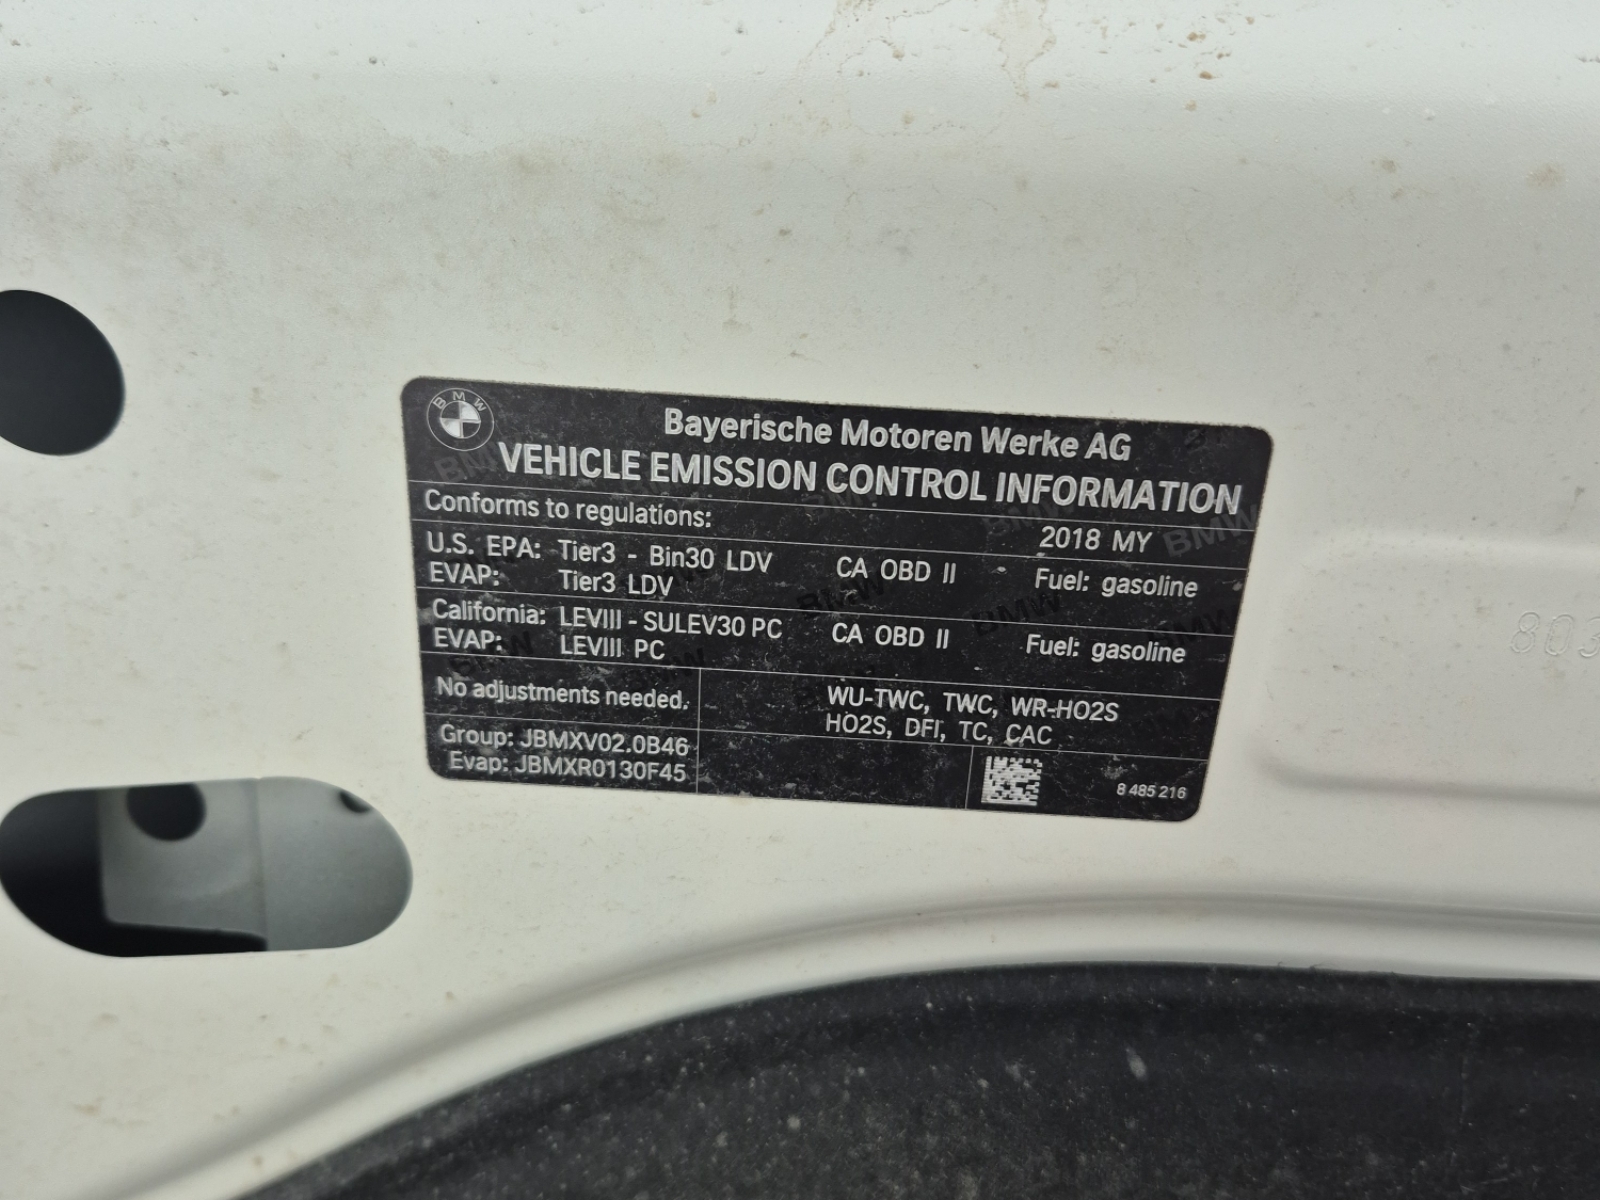 BMW
Bayerische Motoren Werke AG
VEHICLE EMISSION CONTROL INFORMATION
Conforms to regulations: 2018 MY
U.S. EPA: Tier3 - Bin30 LDV CA OBD II Fuel: gasoline
EVAP: Tier3 LDV
California: LEVIII - SULEV30 PC CA OBD II Fuel: gasoline
EVAP: LEVIII PC
No adjustments needed. WU-TWC, TWC, WR-HO2S
HO2S, DFI, TC, CAC
Group: JBMXV02.0B46
Evap: JBMXR0130F45
8 485 216
803